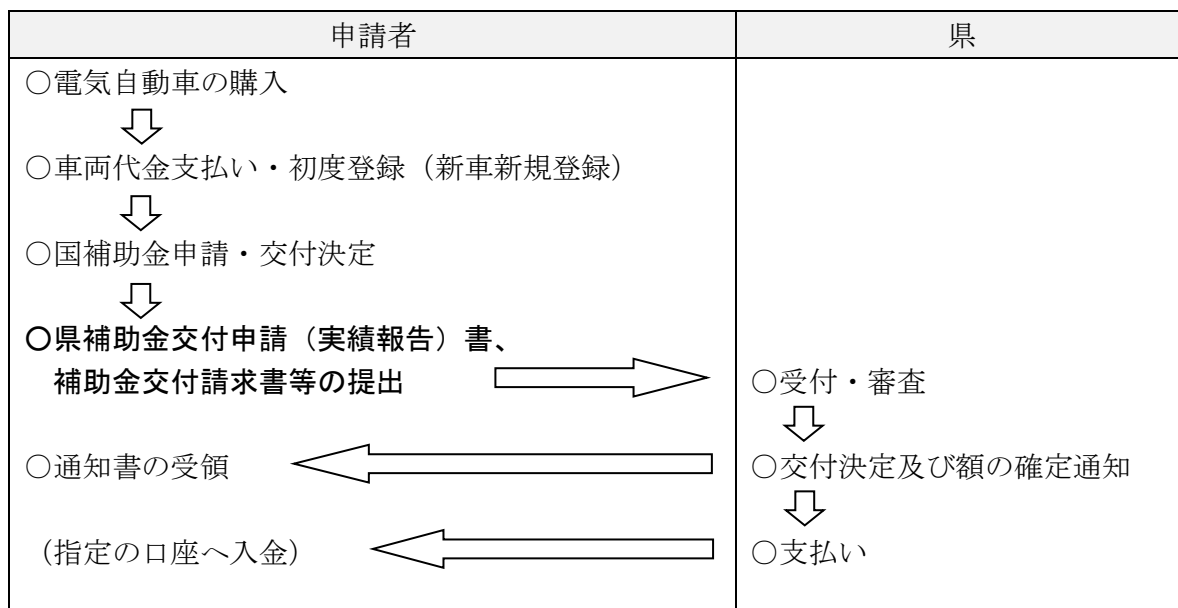 申請者
県
○電気自動車の購入
○車両代金支払い・初度登録（新車新規登録）
○国補助金申請・交付決定
○県補助金交付申請（実績報告）書、
補助金交付請求書等の提出
○受付・審査
○通知書の受領
○交付決定及び額の確定通知
（指定の口座へ入金）
○支払い